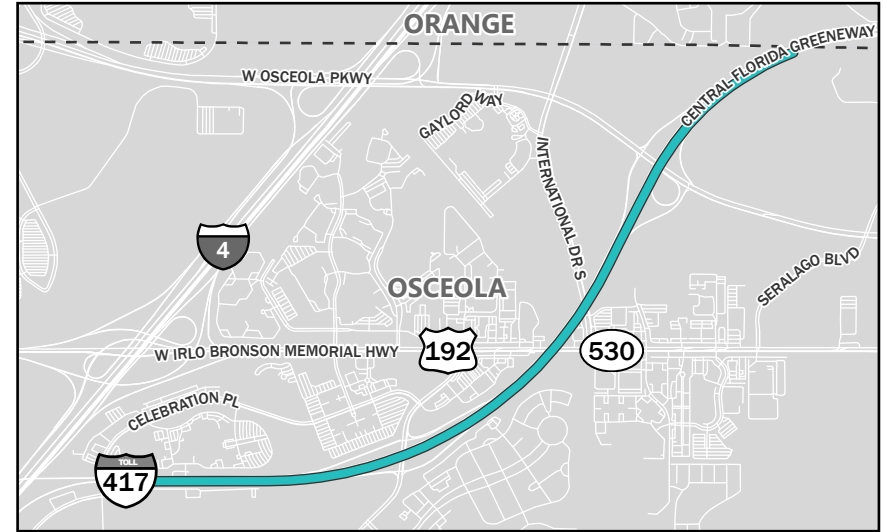 ORANGE
CENTRAL FLORIDA GREENEWAY
W OSCEOLA PKWY
GAYLORD WAY
INTERNATIONAL DR S
4
SERALAGO BLVD
OSCEOLA
W IRLO BRONSON MEMORIAL HWY
192
530
CELEBRATION PL
TOLL
417